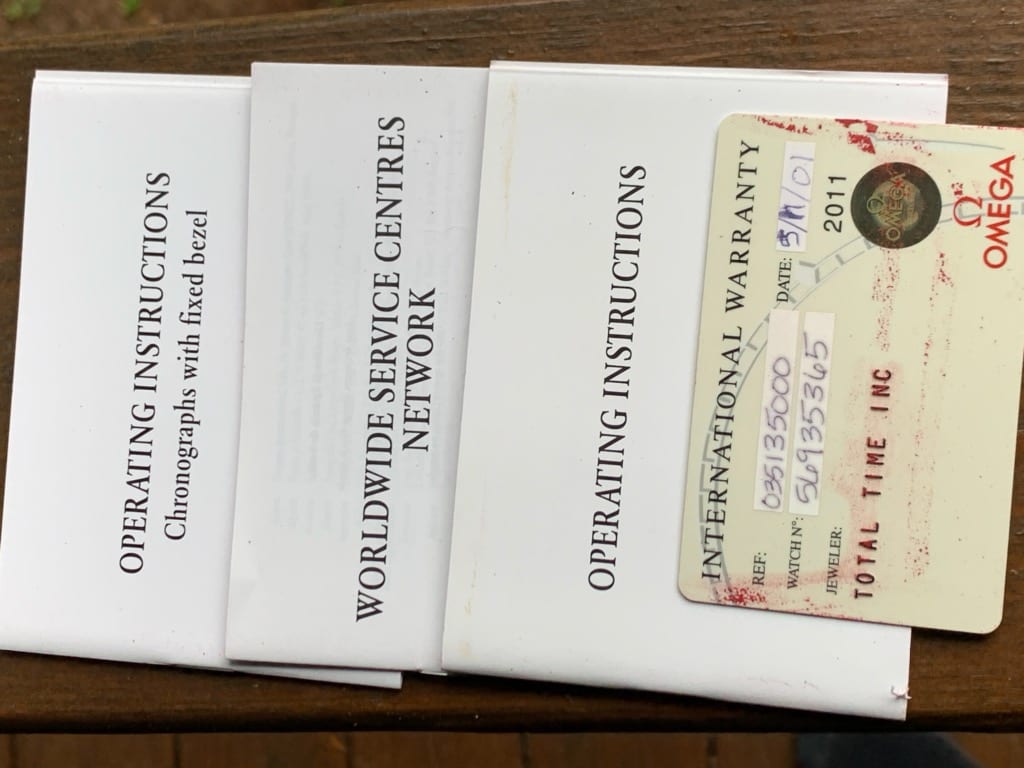 OPERATING INSTRUCTIONS
Chronographs with fixed bezel
WORLDWIDE SERVICE CENTRES
NETWORK
OPERATING INSTRUCTIONS
INTERNATIONAL WARRANTY
REF: 035135000
WATCH Nº: 56935365
DATE: 
2011
JEWELER:
TOTAL TIME INC
Ω
OMEGA
Ω
OMEGA